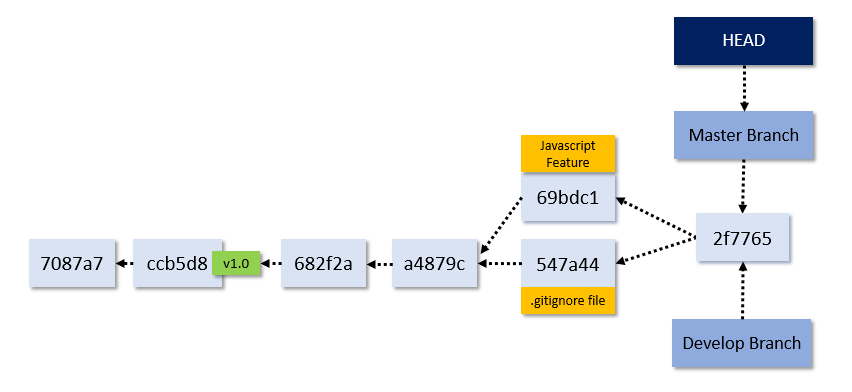 HEAD
Master Branch
Javascript
Feature
69bdc1
2f7765
7087a7
ccb5d8
v1.0
682f2a
a4879c
547a44
.gitignore file
Develop Branch